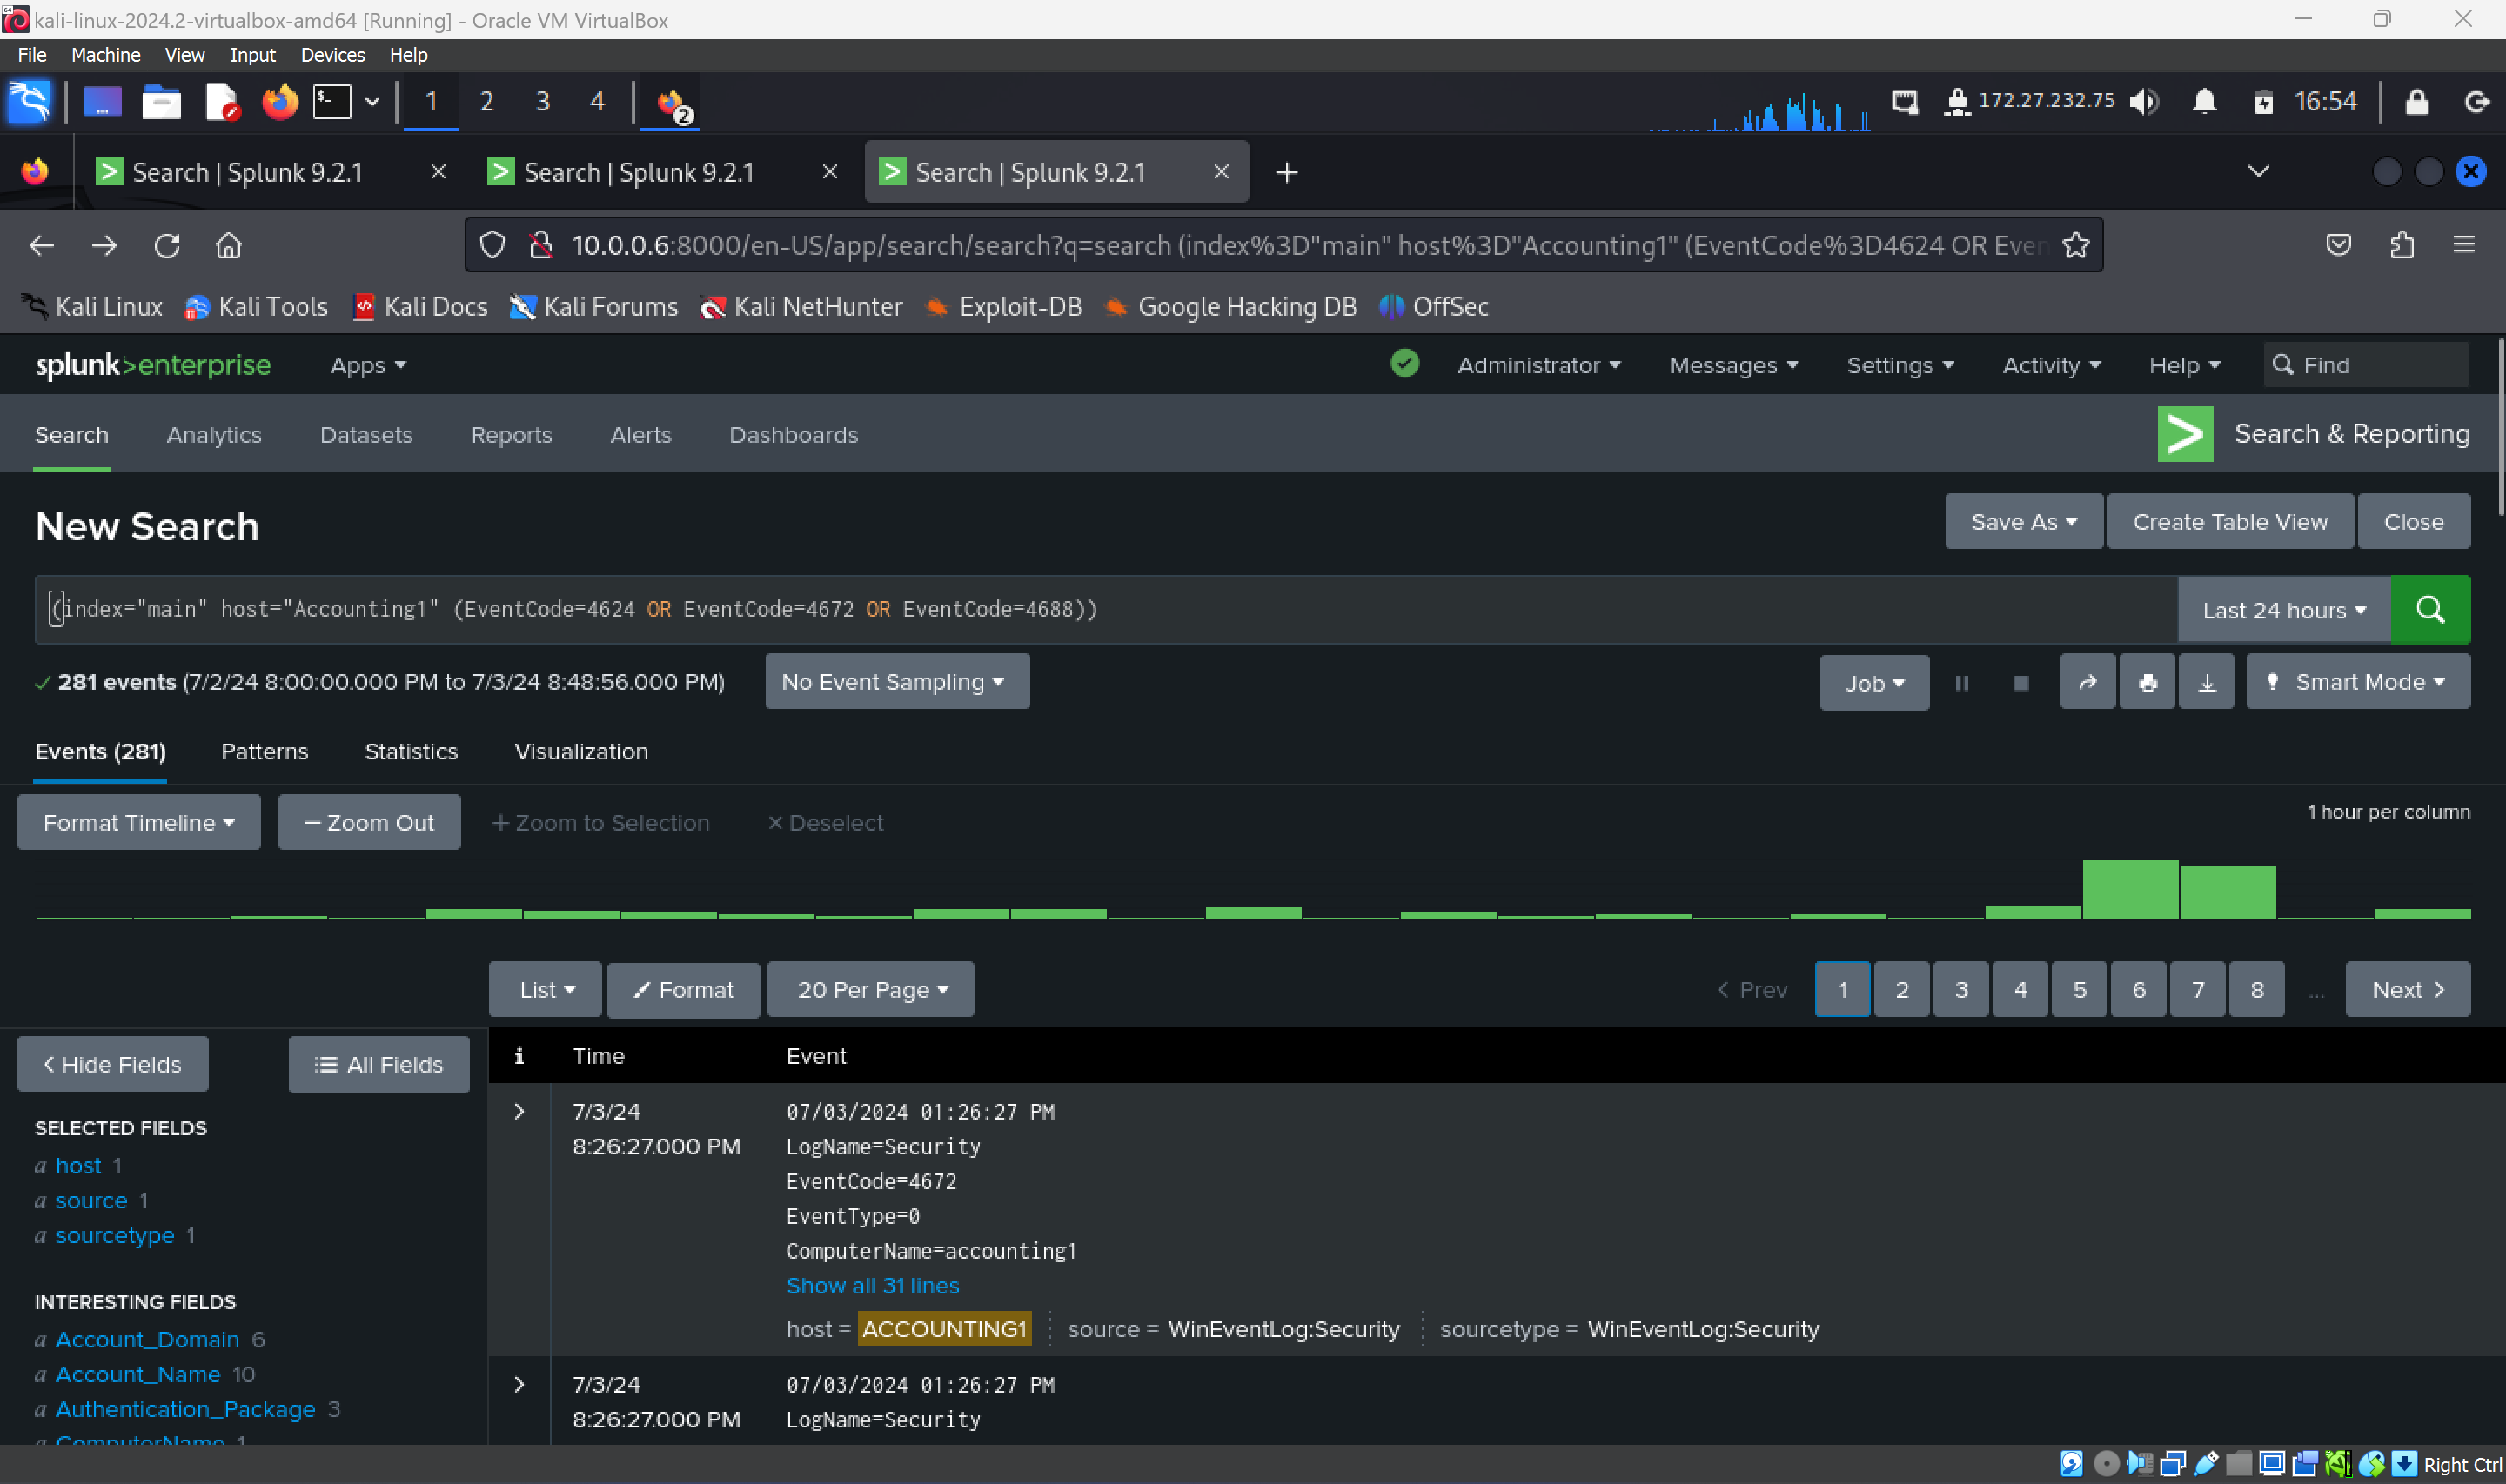 kali-linux-2024.2-virtualbox-amd64 [Running] - Oracle VM VirtualBox
File Machine View Input Devices Help
1 2 3 4 2 172.27.232.75 16:54
Search | Splunk 9.2.1 Search | Splunk 9.2.1 Search | Splunk 9.2.1
10.0.0.6:8000/en-US/app/search/search?q=search (index%3D"main" host%3D"Accounting1" (EventCode%3D4624 OR Even
Kali Linux Kali Tools Kali Docs Kali Forums Kali NetHunter Exploit-DB Google Hacking DB OffSec
splunk>enterprise Apps Administrator Messages Settings Activity Help Find
Search Analytics Datasets Reports Alerts Dashboards Search & Reporting
New Search Save As Create Table View Close
(index="main" host="Accounting1" (EventCode=4624 OR EventCode=4672 OR EventCode=4688)) Last 24 hours
281 events (7/2/24 8:00:00.000 PM to 7/3/24 8:48:56.000 PM) No Event Sampling Job Smart Mode
Events (281) Patterns Statistics Visualization
Format Timeline — Zoom Out + Zoom to Selection × Deselect 1 hour per column
List Format 20 Per Page < Prev 1 2 3 4 5 6 7 8 ... Next >
< Hide Fields All Fields
SELECTED FIELDS
a host 1
a source 1
a sourcetype 1
INTERESTING FIELDS
a Account_Domain 6
a Account_Name 10
a Authentication_Package 3
a ComputerName 1
i Time Event
> 7/3/24 07/03/2024 01:26:27 PM
8:26:27.000 PM LogName=Security
EventCode=4672
EventType=0
ComputerName=accounting1
Show all 31 lines
host = ACCOUNTING1 source = WinEventLog:Security sourcetype = WinEventLog:Security
> 7/3/24 07/03/2024 01:26:27 PM
8:26:27.000 PM LogName=Security
Right Ctrl